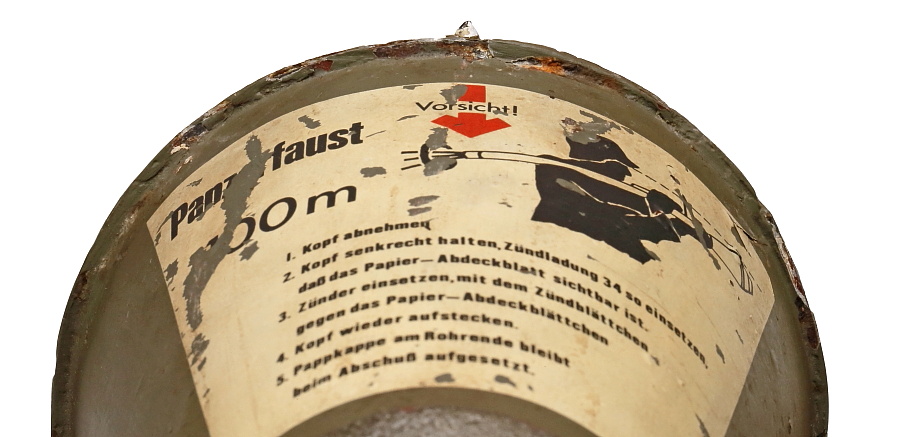 Vorsicht!
Panzerfaust
100 m
1. Kopf abnehmen
2. Kopf senkrecht halten, Zündladung 34 so einsetzen,
daß das Papier—Abdeckblatt sichtbar ist.
3. Zünder einsetzen, mit dem Zündblättchen
gegen das Papier—Abdeckblättchen
4. Kopf wieder aufstecken.
5. Pappkappe am Rohrende bleibt
beim Abschuß aufgesetzt.